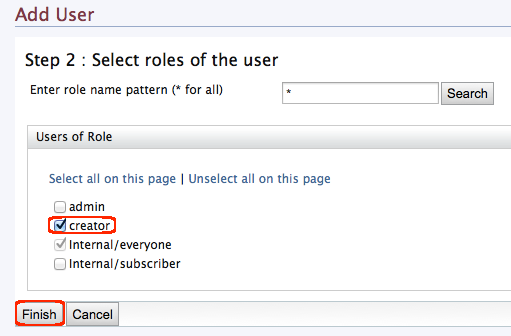 Add User
Step 2 : Select roles of the user
Enter role name pattern (* for all) * Search
Users of Role
Select all on this page | Unselect all on this page
admin
creator
Internal/everyone
Internal/subscriber
Finish Cancel